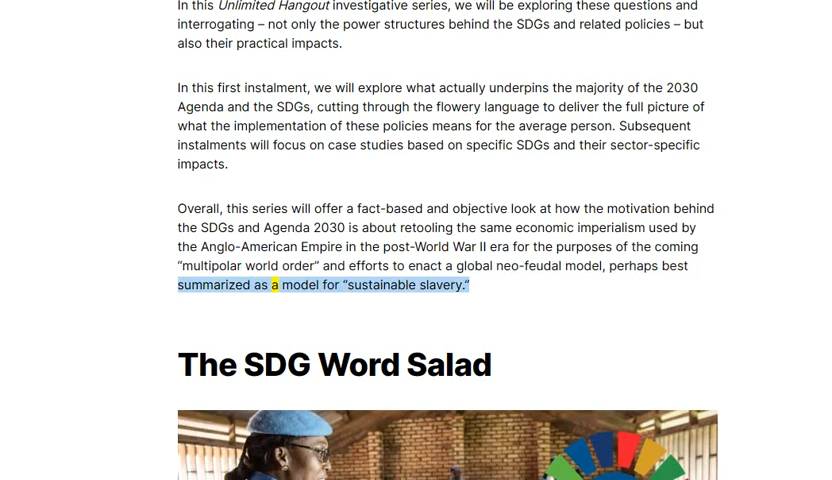 In this Unlimited Hangout investigative series, we will be exploring these questions and
interrogating – not only the power structures behind the SDGs and related policies – but
also their practical impacts.
In this first instalment, we will explore what actually underpins the majority of the 2030
Agenda and the SDGs, cutting through the flowery language to deliver the full picture of
what the implementation of these policies means for the average person. Subsequent
instalments will focus on case studies based on specific SDGs and their sector-specific
impacts.
Overall, this series will offer a fact-based and objective look at how the motivation behind
the SDGs and Agenda 2030 is about retooling the same economic imperialism used by
the Anglo-American Empire in the post-World War II era for the purposes of the coming
“multipolar world order” and efforts to enact a global neo-feudal model, perhaps best
summarized as a model for “sustainable slavery.”
The SDG Word Salad